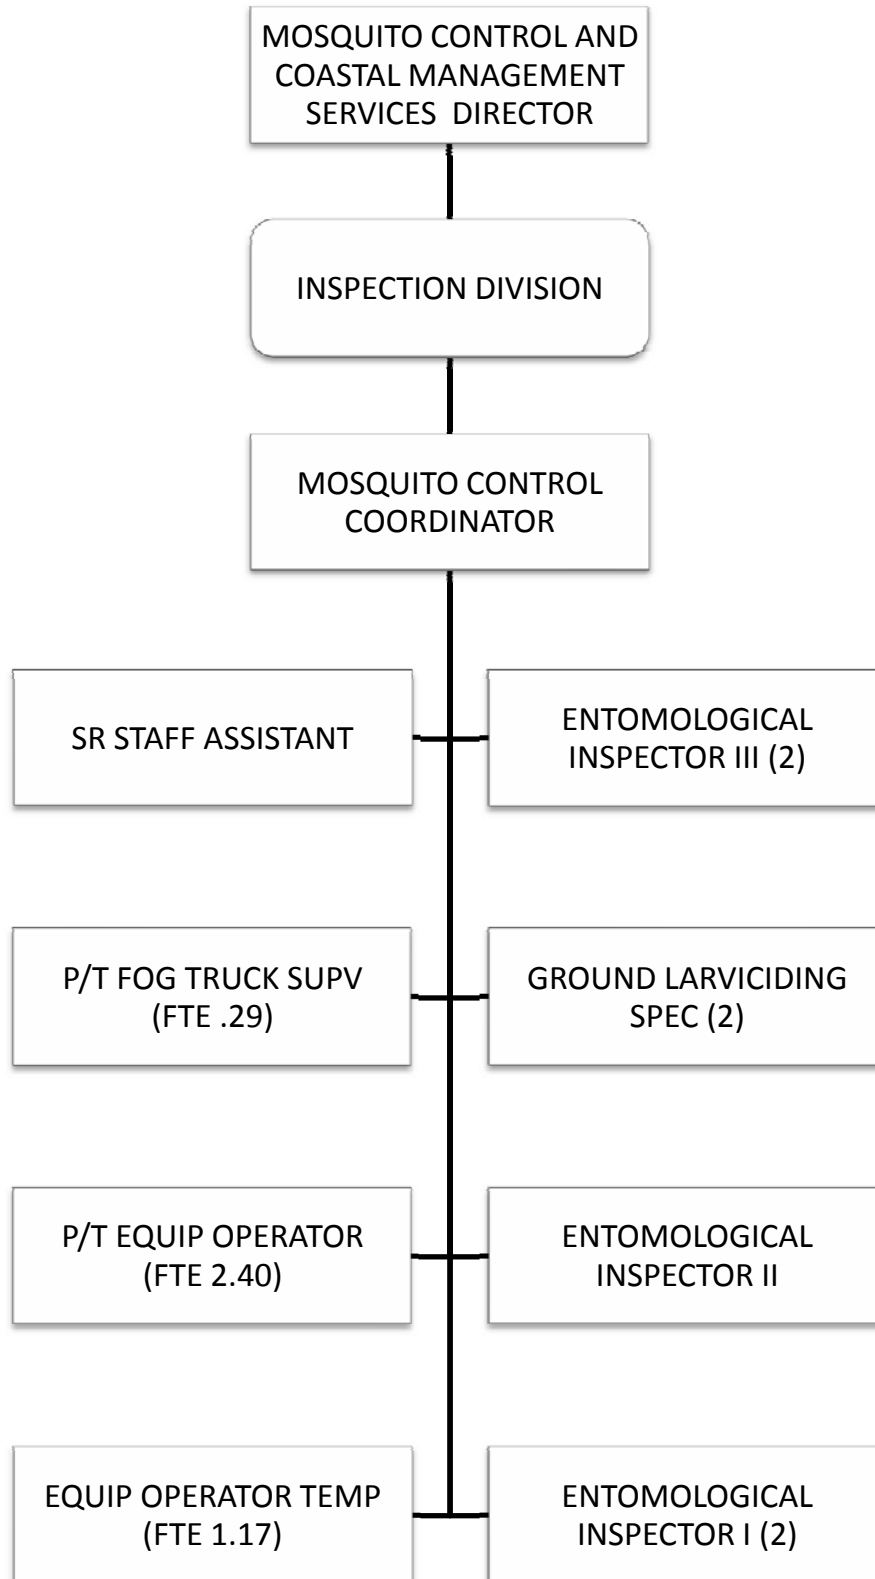 MOSQUITO CONTROL AND
COASTAL MANAGEMENT
SERVICES DIRECTOR
INSPECTION DIVISION
MOSQUITO CONTROL
COORDINATOR
SR STAFF ASSISTANT
ENTOMOLOGICAL
INSPECTOR III (2)
P/T FOG TRUCK SUPV
(FTE .29)
GROUND LARVICIDING
SPEC (2)
P/T EQUIP OPERATOR
(FTE 2.40)
ENTOMOLOGICAL
INSPECTOR II
EQUIP OPERATOR TEMP
(FTE 1.17)
ENTOMOLOGICAL
INSPECTOR I (2)